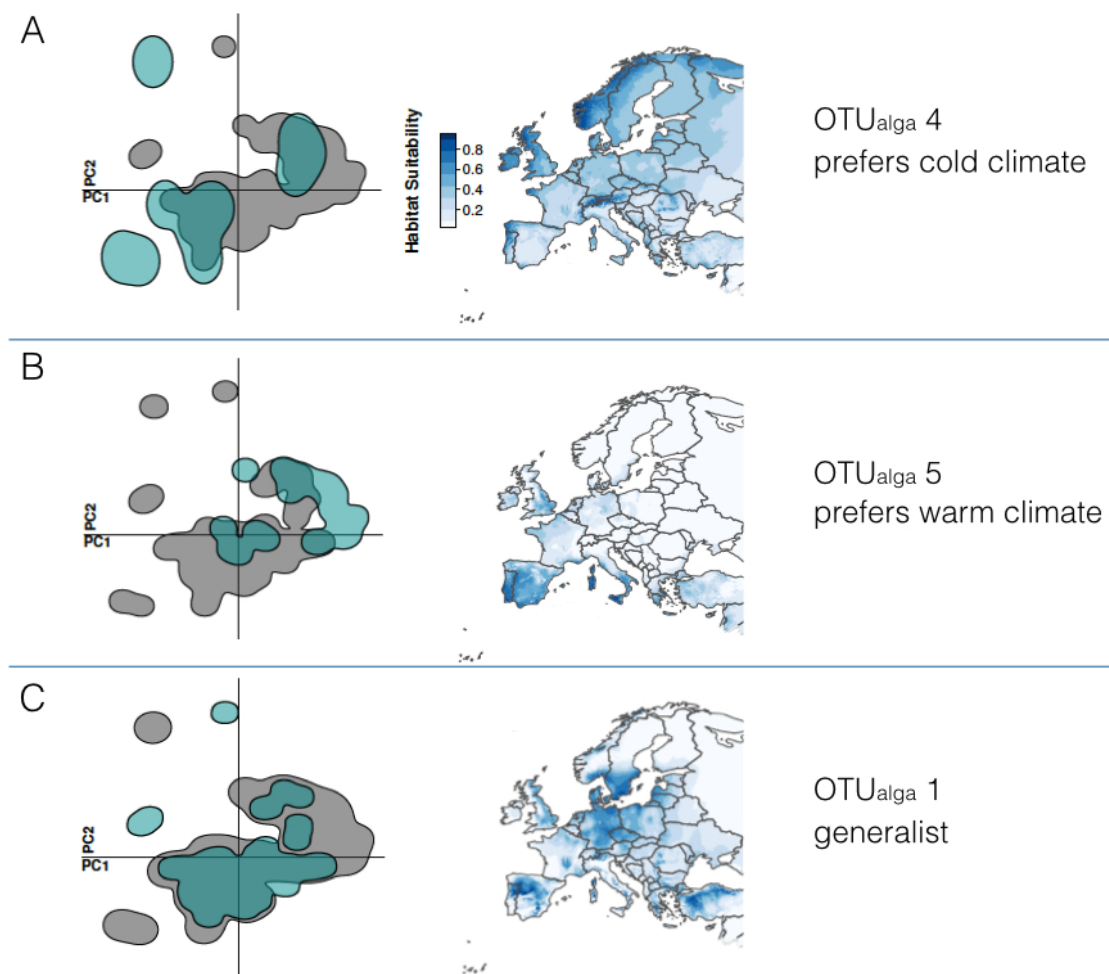 A
PC2
PC1
Habitat Suitability
0.8
0.6
0.4
0.2
OTUalga 4
prefers cold climate
B
PC2
PC1
OTUalga 5
prefers warm climate
C
PC2
PC1
OTUalga 1
generalist